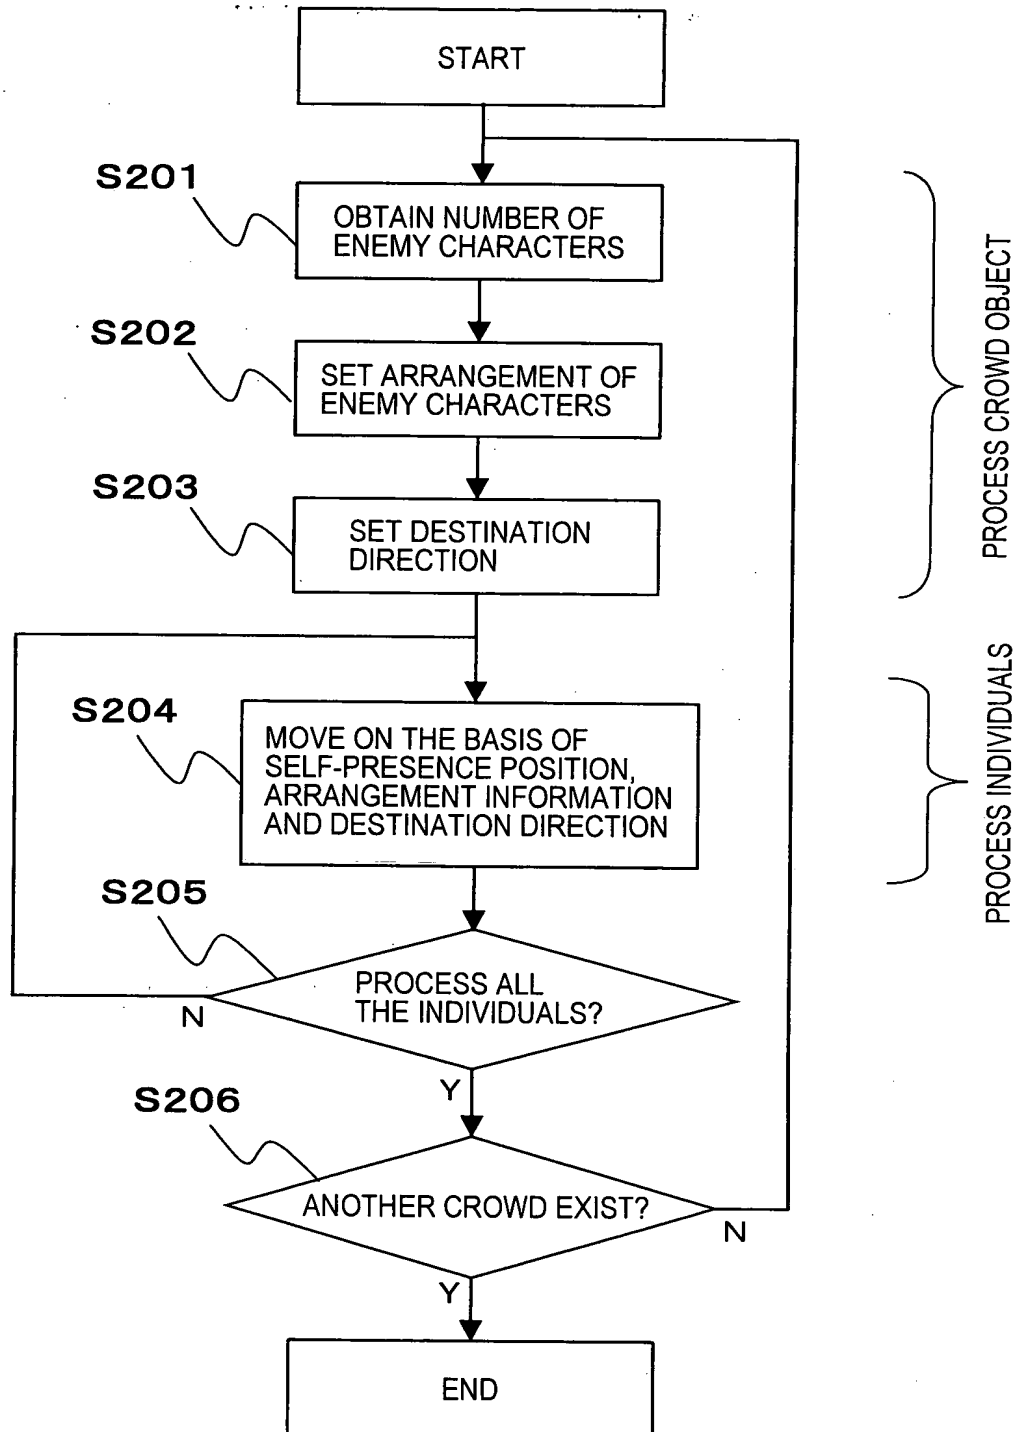 START
S201
OBTAIN NUMBER OF
ENEMY CHARACTERS
S202
SET ARRANGEMENT OF
ENEMY CHARACTERS
S203
SET DESTINATION
DIRECTION
PROCESS CROWD OBJECT
S204
MOVE ON THE BASIS OF
SELF-PRESENCE POSITION,
ARRANGEMENT INFORMATION
AND DESTINATION DIRECTION
PROCESS INDIVIDUALS
S205
PROCESS ALL
THE INDIVIDUALS?
N
Y
S206
ANOTHER CROWD EXIST?
N
Y
END